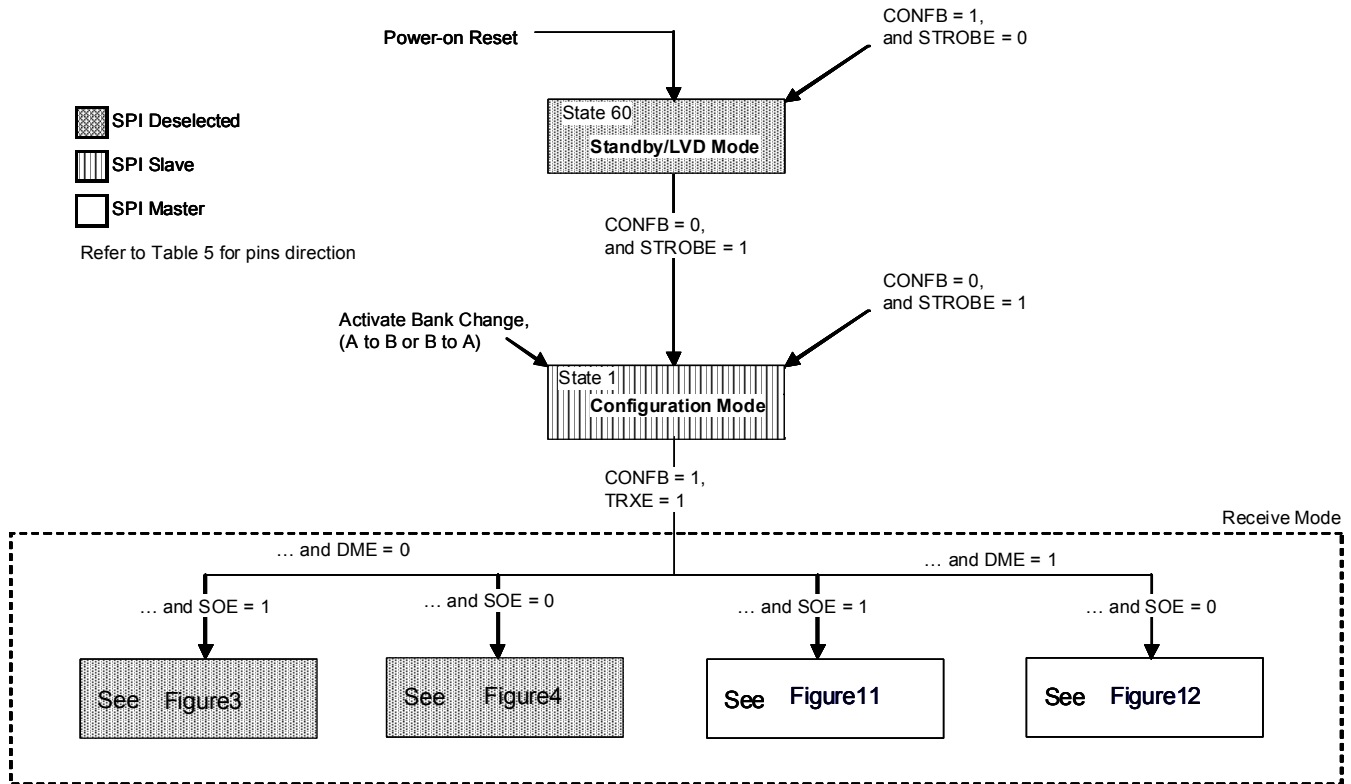 CONFB = 1,
and STROBE = 0
Power-on Reset
State 60
Standby/LVD Mode
SPI Deselected
SPI Slave
SPI Master
Refer to Table 5 for pins direction
CONFB = 0,
and STROBE = 1
CONFB = 0,
and STROBE = 1
Activate Bank Change,
(A to B or B to A)
State 1
Configuration Mode
CONFB = 1,
TRXE = 1
Receive Mode
... and DME = 0
... and DME = 1
... and SOE = 1
... and SOE = 0
... and SOE = 1
... and SOE = 0
See Figure3
See Figure4
See Figure11
See Figure12